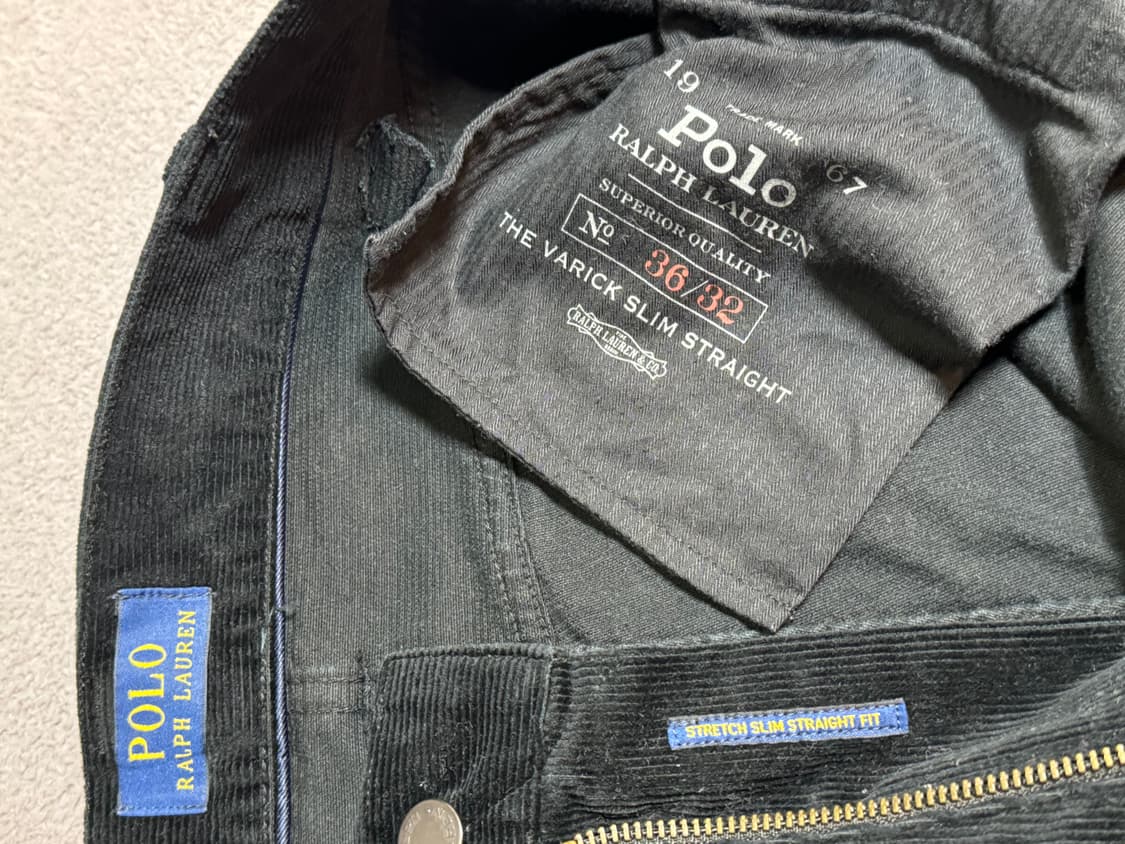 19 67
TRADE MARK
Polo
RALPH LAUREN
SUPERIOR QUALITY
No 36/32
THE VARICK SLIM STRAIGHT
THE
RALPH LAUREN & CO.
POLO
RALPH LAUREN
STRETCH SLIM STRAIGHT FIT